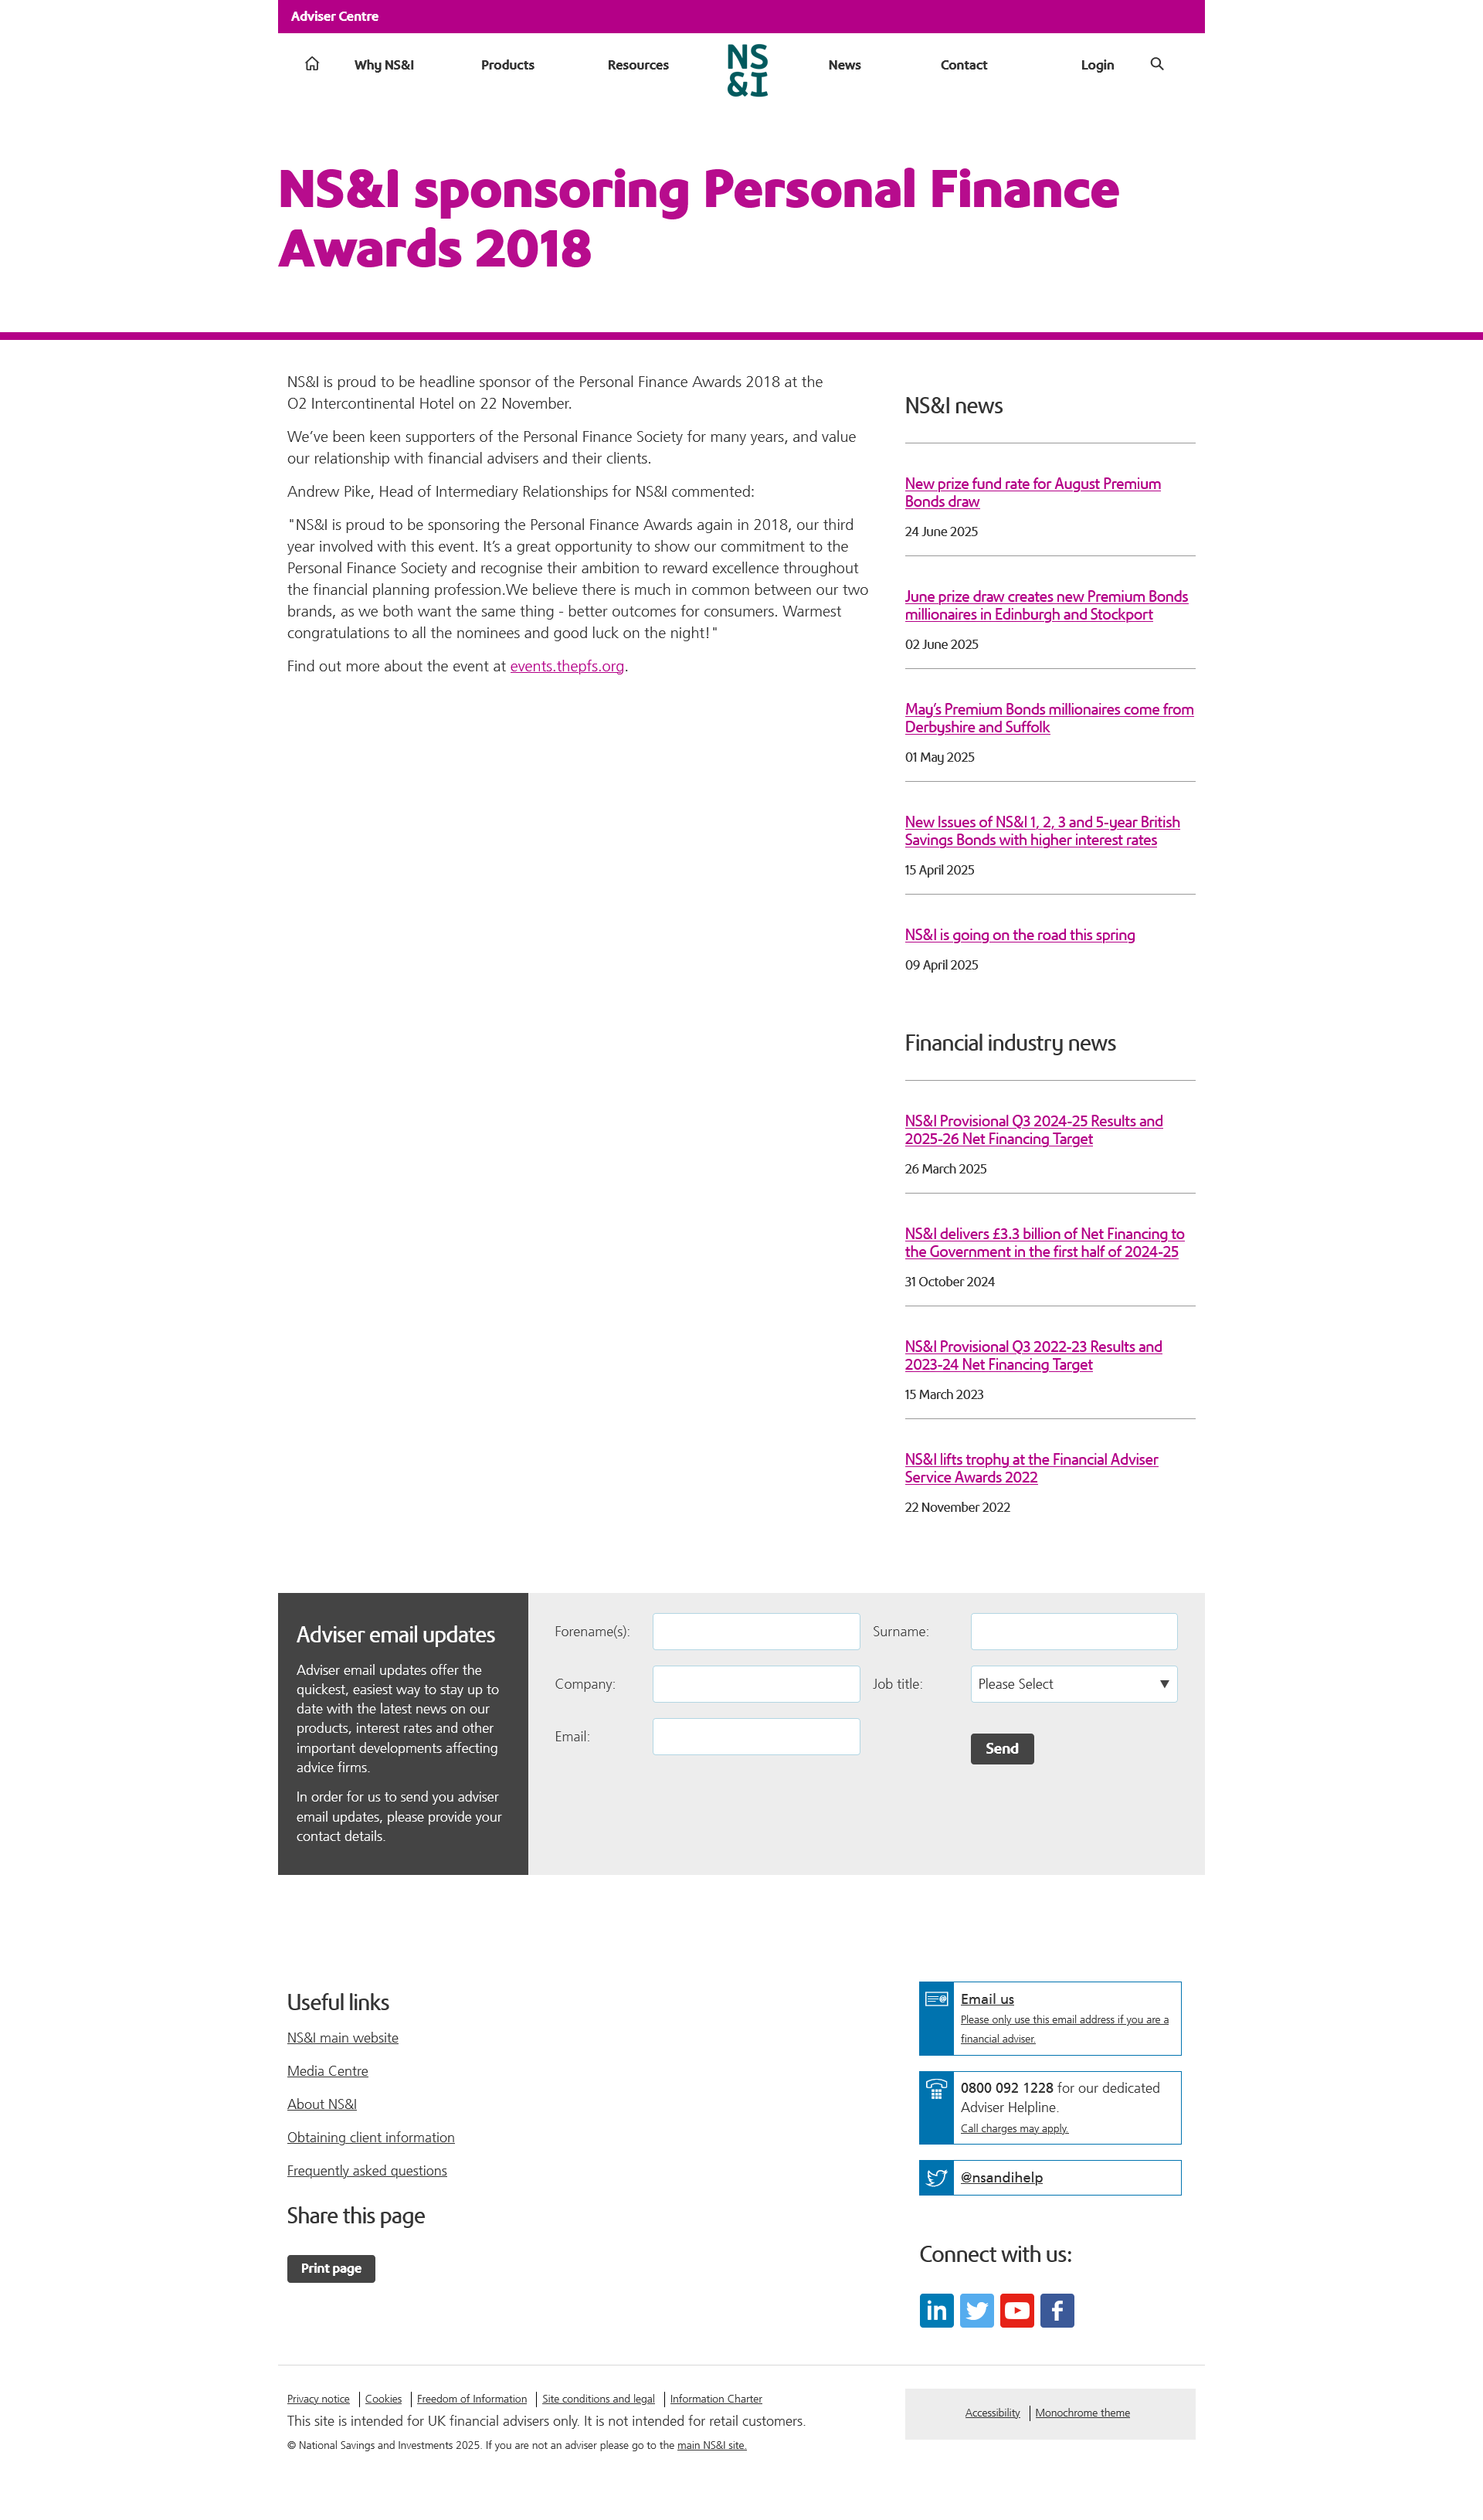 Adviser Centre
Why NS&I
Products
Resources
NS
&I
News
Contact
Login
NS&I sponsoring Personal Finance
Awards 2018
NS&I is proud to be headline sponsor of the Personal Finance Awards 2018 at the
O2 Intercontinental Hotel on 22 November.
We’ve been keen supporters of the Personal Finance Society for many years, and value
our relationship with financial advisers and their clients.
Andrew Pike, Head of Intermediary Relationships for NS&I commented:
"NS&I is proud to be sponsoring the Personal Finance Awards again in 2018, our third
year involved with this event. It’s a great opportunity to show our commitment to the
Personal Finance Society and recognise their ambition to reward excellence throughout
the financial planning profession.We believe there is much in common between our two
brands, as we both want the same thing - better outcomes for consumers. Warmest
congratulations to all the nominees and good luck on the night!"
Find out more about the event at events.thepfs.org.
NS&I news
New prize fund rate for August Premium
Bonds draw
24 June 2025
June prize draw creates new Premium Bonds
millionaires in Edinburgh and Stockport
02 June 2025
May’s Premium Bonds millionaires come from
Derbyshire and Suffolk
01 May 2025
New Issues of NS&I 1, 2, 3 and 5-year British
Savings Bonds with higher interest rates
15 April 2025
NS&I is going on the road this spring
09 April 2025
Financial industry news
NS&I Provisional Q3 2024-25 Results and
2025-26 Net Financing Target
26 March 2025
NS&I delivers £3.3 billion of Net Financing to
the Government in the first half of 2024-25
31 October 2024
NS&I Provisional Q3 2022-23 Results and
2023-24 Net Financing Target
15 March 2023
NS&I lifts trophy at the Financial Adviser
Service Awards 2022
22 November 2022
Adviser email updates
Adviser email updates offer the
quickest, easiest way to stay up to
date with the latest news on our
products, interest rates and other
important developments affecting
advice firms.
In order for us to send you adviser
email updates, please provide your
contact details.
Forename(s):
Surname:
Company:
Job title:
Please Select
Email:
Send
Useful links
NS&I main website
Media Centre
About NS&I
Obtaining client information
Frequently asked questions
Share this page
Print page
Email us
Please only use this email address if you are a
financial adviser.
0800 092 1228 for our dedicated
Adviser Helpline.
Call charges may apply.
@nsandihelp
Connect with us:
in
f
Privacy notice
Cookies
Freedom of Information
Site conditions and legal
Information Charter
This site is intended for UK financial advisers only. It is not intended for retail customers.
© National Savings and Investments 2025. If you are not an adviser please go to the main NS&I site.
Accessibility
Monochrome theme